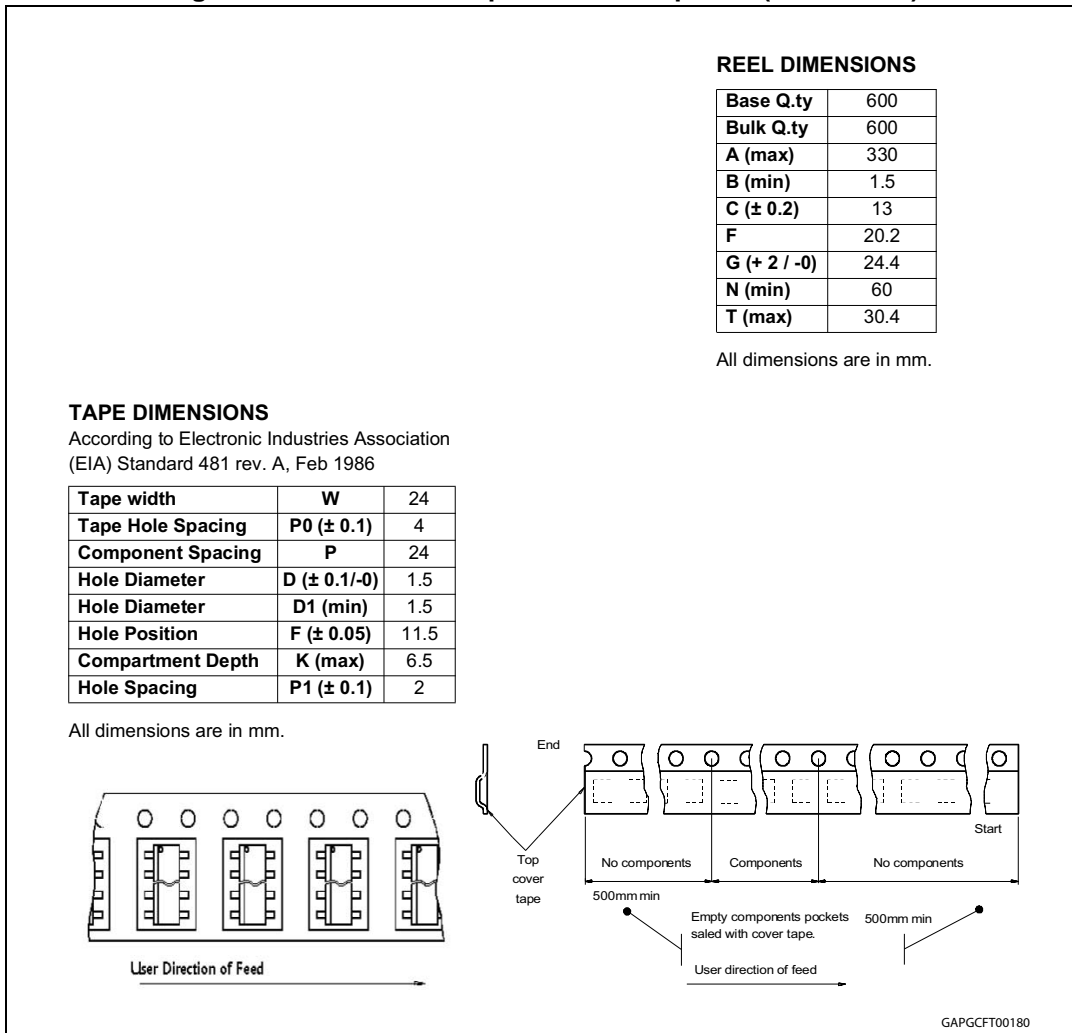 REEL DIMENSIONS
Base Q.ty 600
Bulk Q.ty 600
A (max) 330
B (min) 1.5
C (± 0.2) 13
F 20.2
G (+ 2 / -0) 24.4
N (min) 60
T (max) 30.4
All dimensions are in mm.
TAPE DIMENSIONS
According to Electronic Industries Association
(EIA) Standard 481 rev. A, Feb 1986
Tape width W 24
Tape Hole Spacing P0 (± 0.1) 4
Component Spacing P 24
Hole Diameter D (± 0.1/-0) 1.5
Hole Diameter D1 (min) 1.5
Hole Position F (± 0.05) 11.5
Compartment Depth K (max) 6.5
Hole Spacing P1 (± 0.1) 2
All dimensions are in mm.
End
Start
Top
cover
tape
No components
Components
No components
500mm min
Empty components pockets
saled with cover tape.
500mm min
User direction of feed
User Direction of Feed
GAPGCFT00180